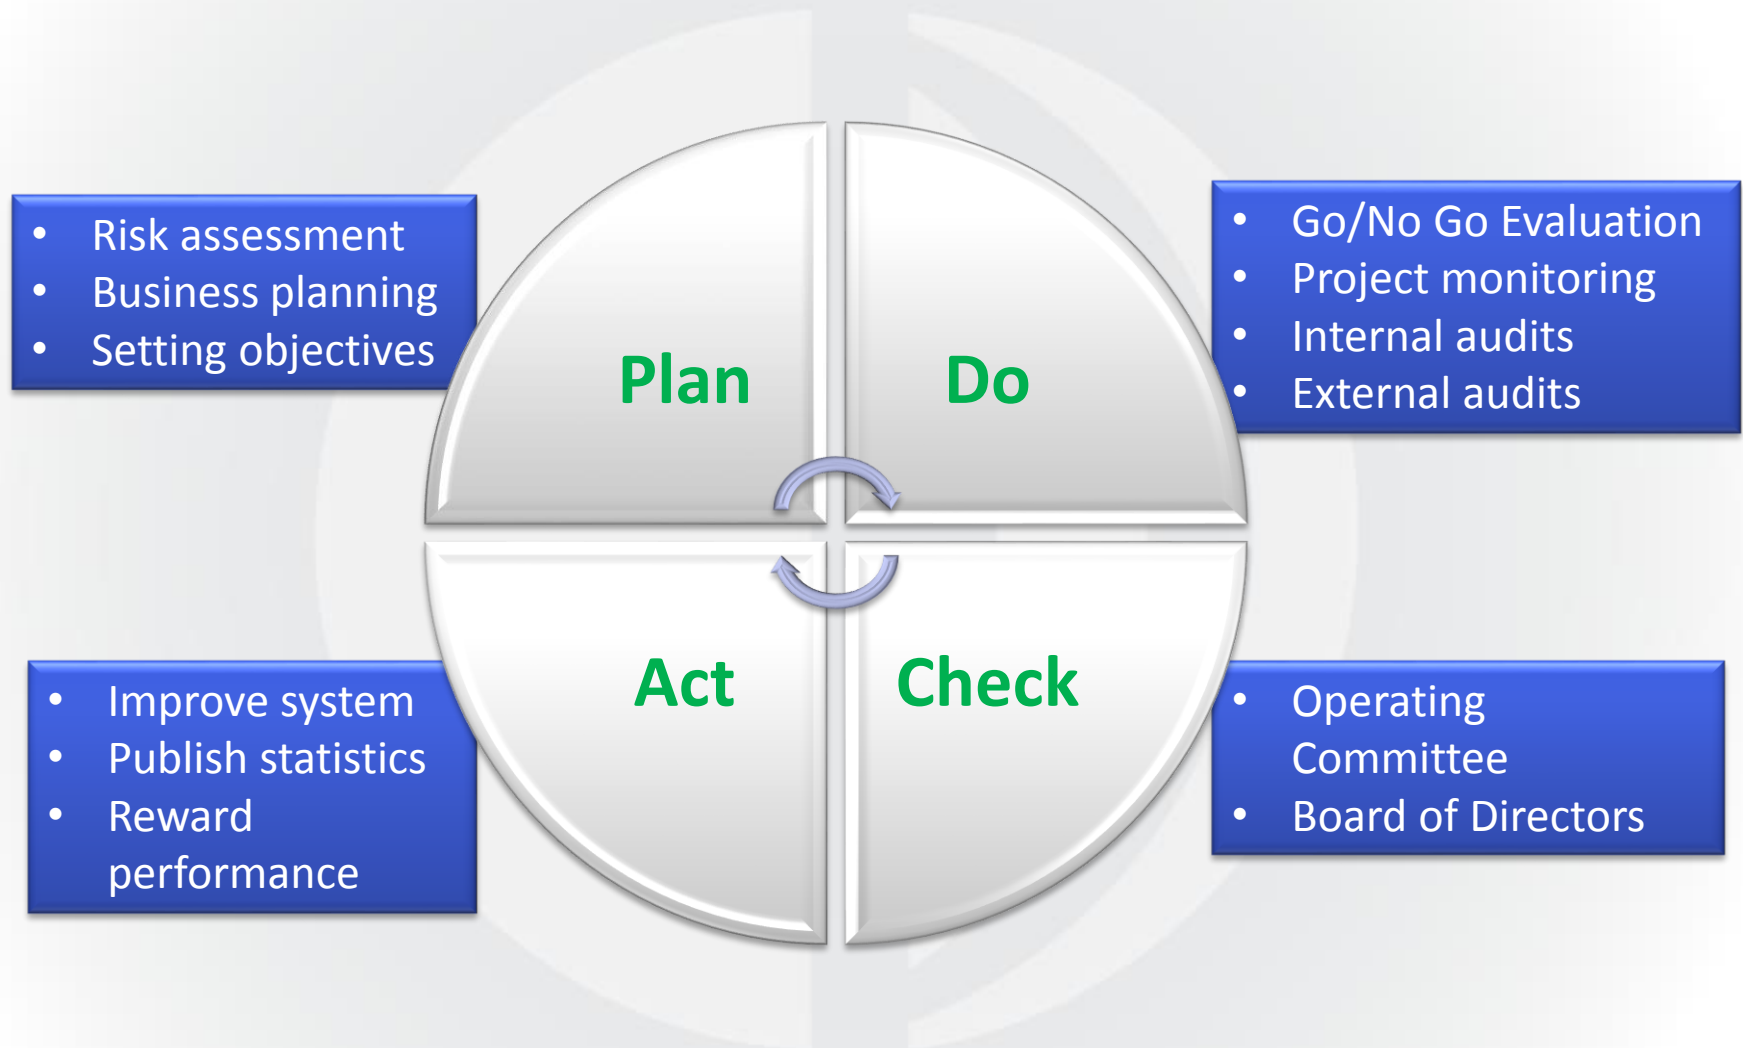 • Risk assessment
• Business planning
• Setting objectives
Plan
Do
• Go/No Go Evaluation
• Project monitoring
• Internal audits
• External audits
• Improve system
• Publish statistics
• Reward
performance
Act
Check
• Operating
Committee
• Board of Directors